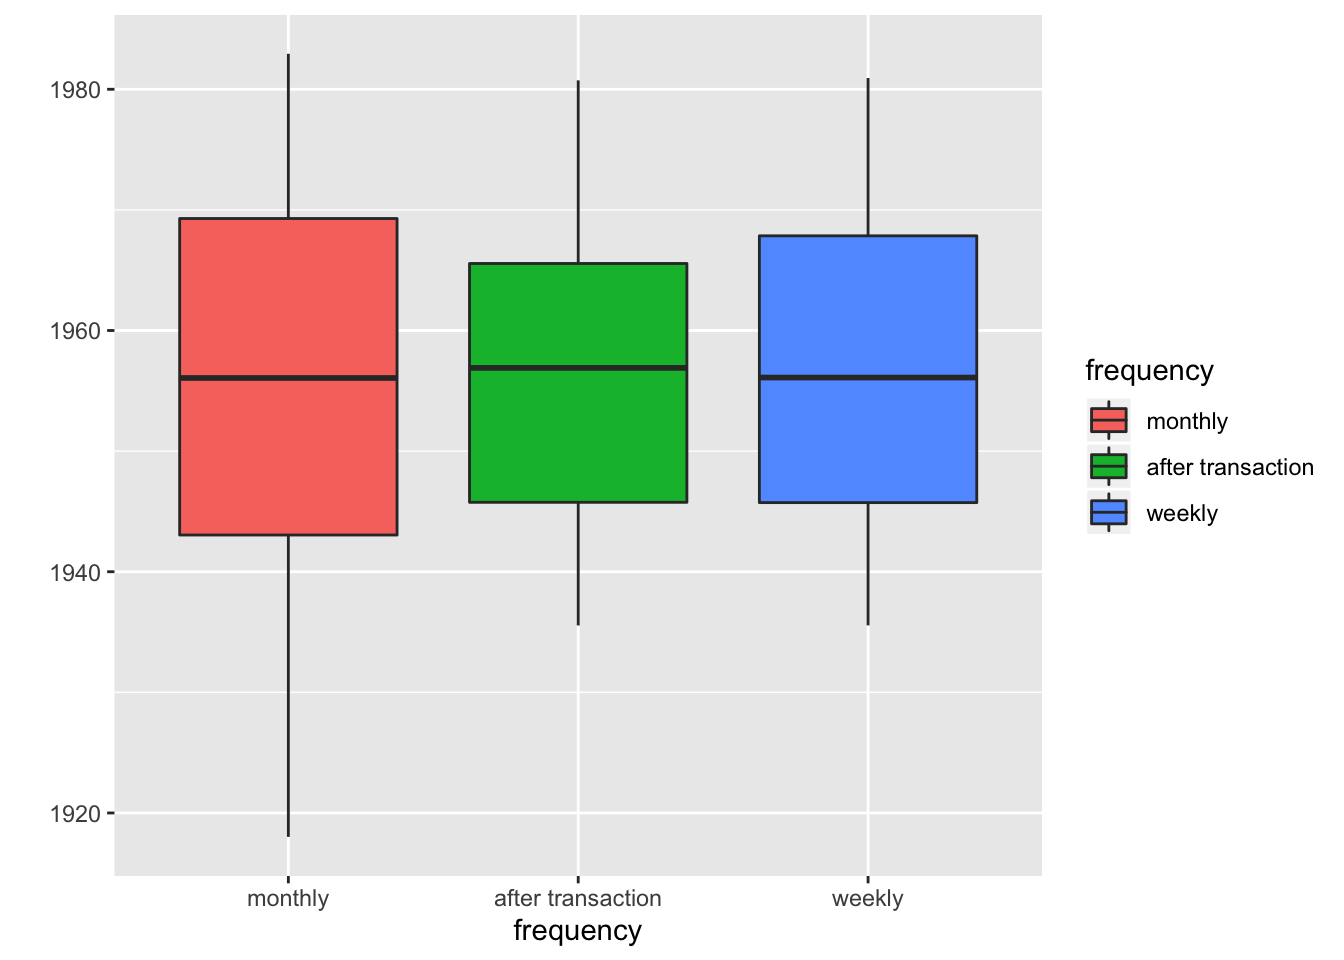 1980
1960
1940
1920
monthly
after transaction
weekly
frequency
frequency
monthly
after transaction
weekly